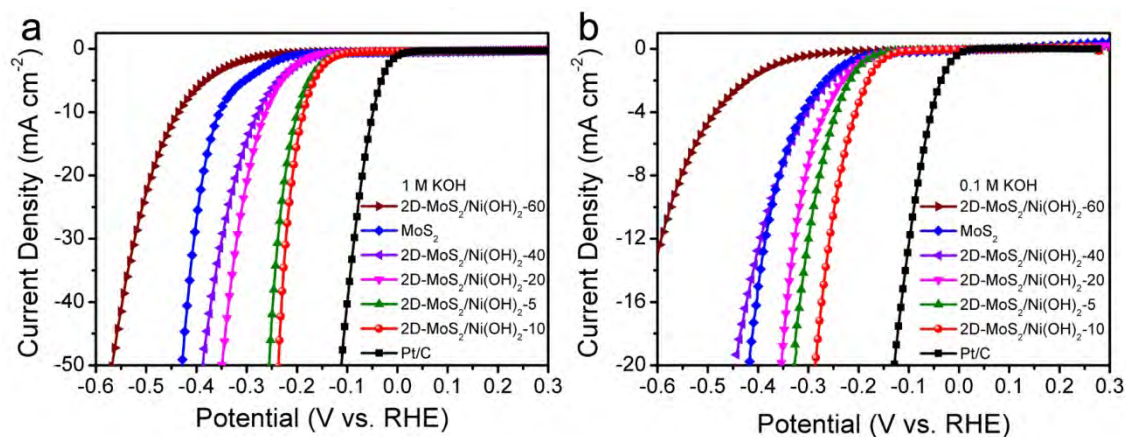 a
Current Density (mA cm⁻²)
0
-10
-20
-30
-40
-50
1 M KOH
2D-MoS₂/Ni(OH)₂-60
MoS₂
2D-MoS₂/Ni(OH)₂-40
2D-MoS₂/Ni(OH)₂-20
2D-MoS₂/Ni(OH)₂-5
2D-MoS₂/Ni(OH)₂-10
Pt/C
-0.6 -0.5 -0.4 -0.3 -0.2 -0.1 0.0 0.1 0.2 0.3
Potential (V vs. RHE)
b
Current Density (mA cm⁻²)
0
-4
-8
-12
-16
-20
0.1 M KOH
2D-MoS₂/Ni(OH)₂-60
MoS₂
2D-MoS₂/Ni(OH)₂-40
2D-MoS₂/Ni(OH)₂-20
2D-MoS₂/Ni(OH)₂-5
2D-MoS₂/Ni(OH)₂-10
Pt/C
-0.6 -0.5 -0.4 -0.3 -0.2 -0.1 0.0 0.1 0.2 0.3
Potential (V vs. RHE)